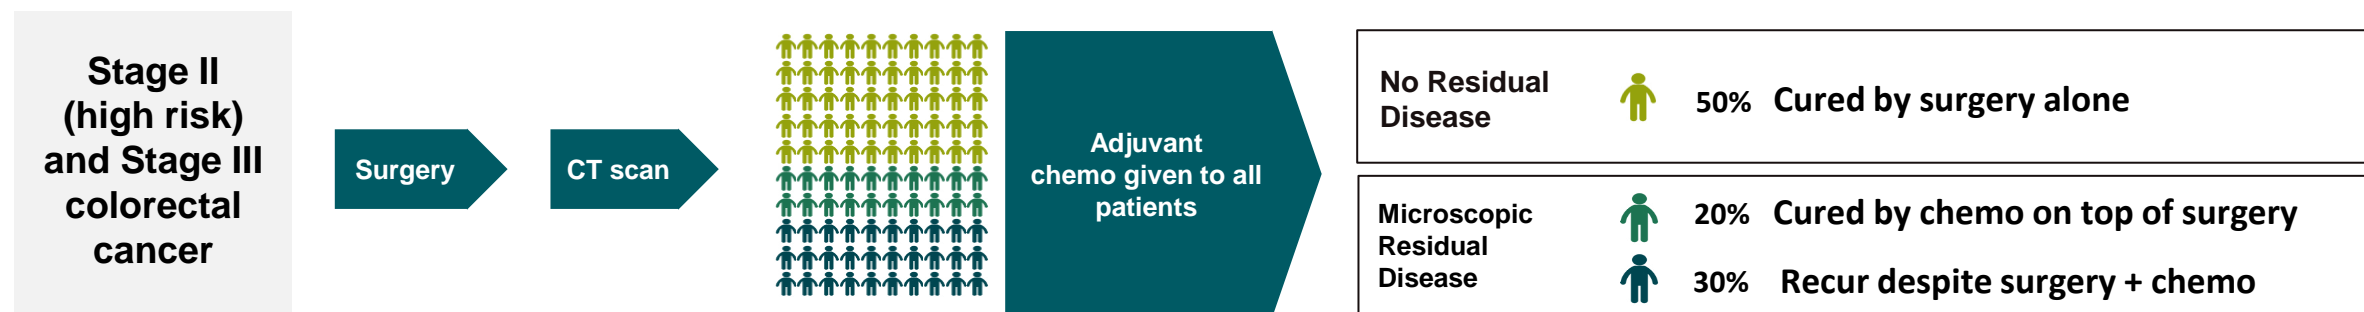 Stage II
(high risk)
and Stage III
colorectal
cancer
Surgery
CT scan
Adjuvant
chemo given to all
patients
No Residual
Disease
50% Cured by surgery alone
Microscopic
Residual
Disease
20% Cured by chemo on top of surgery
30% Recur despite surgery + chemo